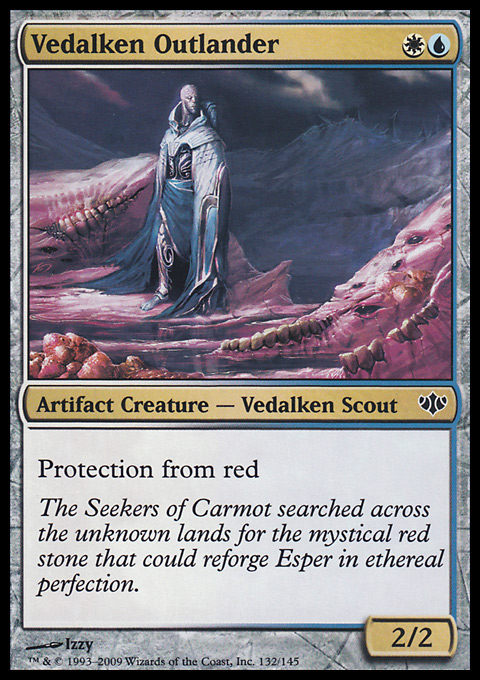 Vedalken Outlander
Artifact Creature — Vedalken Scout
Protection from red
The Seekers of Carmot searched across
the unknown lands for the mystical red
stone that could reforge Esper in ethereal
perfection.
Izzy
2/2
™ & © 1993–2009 Wizards of the Coast, Inc. 132/145